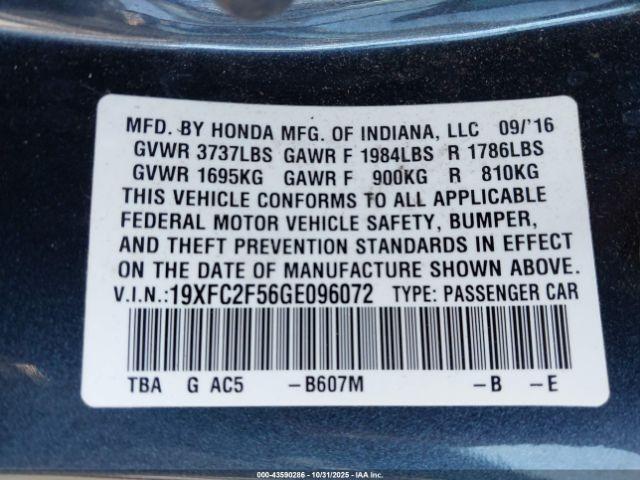 MFD. BY HONDA MFG. OF INDIANA, LLC 09/'16
GVWR 3737LBS GAWR F 1984LBS R 1786LBS
GVWR 1695KG GAWR F 900KG R 810KG
THIS VEHICLE CONFORMS TO ALL APPLICABLE
FEDERAL MOTOR VEHICLE SAFETY, BUMPER,
AND THEFT PREVENTION STANDARDS IN EFFECT
ON THE DATE OF MANUFACTURE SHOWN ABOVE.
V.I.N.:19XFC2F56GE096072 TYPE: PASSENGER CAR
TBA G AC5 –B607M –B –E
000-43590286 - 10/31/2025 - IAAI